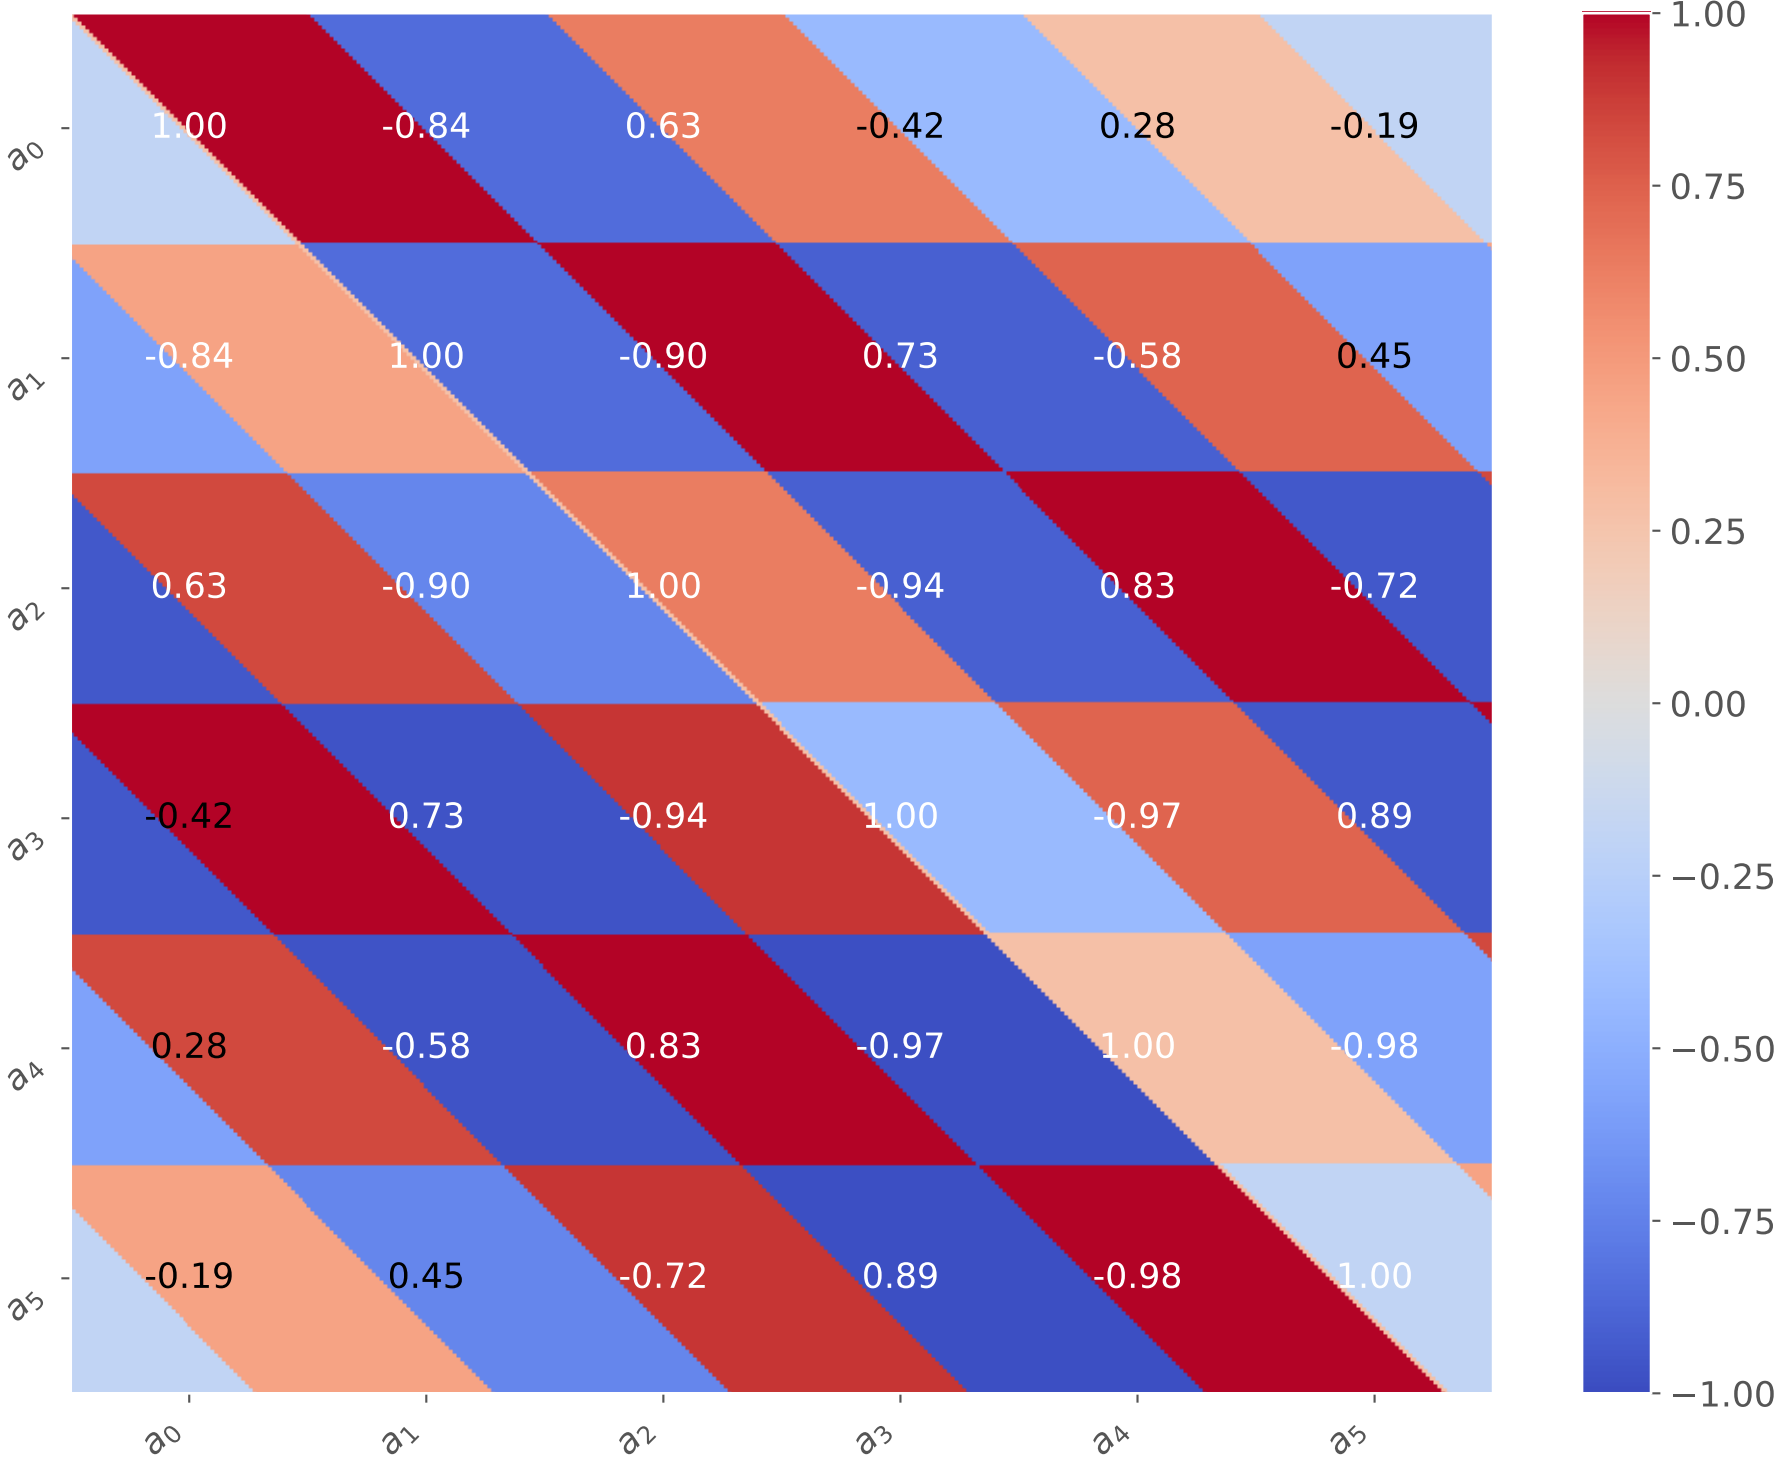 1.00
a0 1.00 -0.84 0.63 -0.42 0.28 -0.19
0.75
a1 -0.84 1.00 -0.90 0.73 -0.58 0.45
0.50
0.25
a2 0.63 -0.90 1.00 -0.94 0.83 -0.72
0.00
a3 -0.42 0.73 -0.94 1.00 -0.97 0.89
−0.25
a4 0.28 -0.58 0.83 -0.97 1.00 -0.98
−0.50
−0.75
a5 -0.19 0.45 -0.72 0.89 -0.98 1.00
−1.00
a0 a1 a2 a3 a4 a5